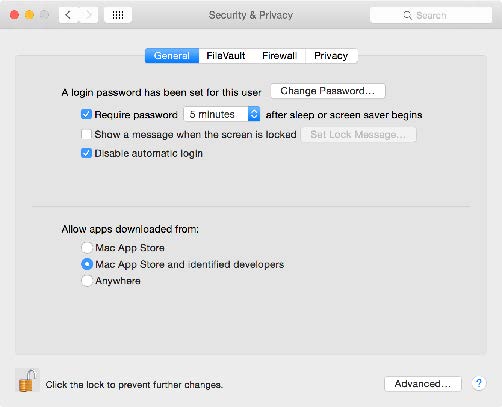 Security & Privacy
Search
General FileVault Firewall Privacy
A login password has been set for this user Change Password...
Require password 5 minutes after sleep or screen saver begins
Show a message when the screen is locked Set Lock Message...
Disable automatic login
Allow apps downloaded from:
Mac App Store
Mac App Store and identified developers
Anywhere
Click the lock to prevent further changes.
Advanced... ?